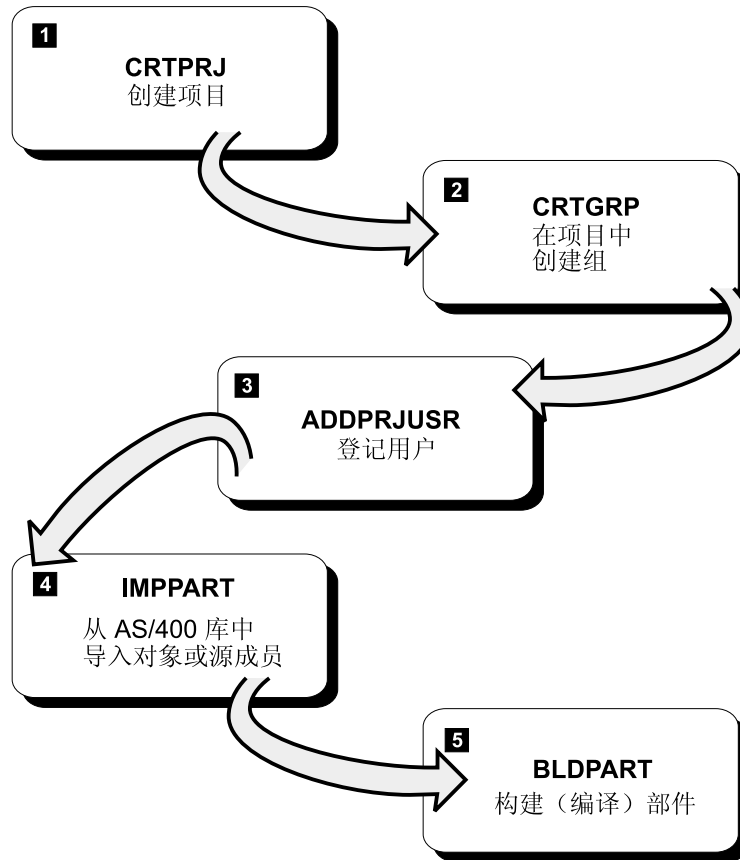 1
CRTPRJ
创建项目
2
CRTGRP
在项目中
创建组
3
ADDPRJUSR
登记用户
4
IMPPART
从 AS/400 库中
导入对象或源成员
5
BLDPART
构建（编译）部件